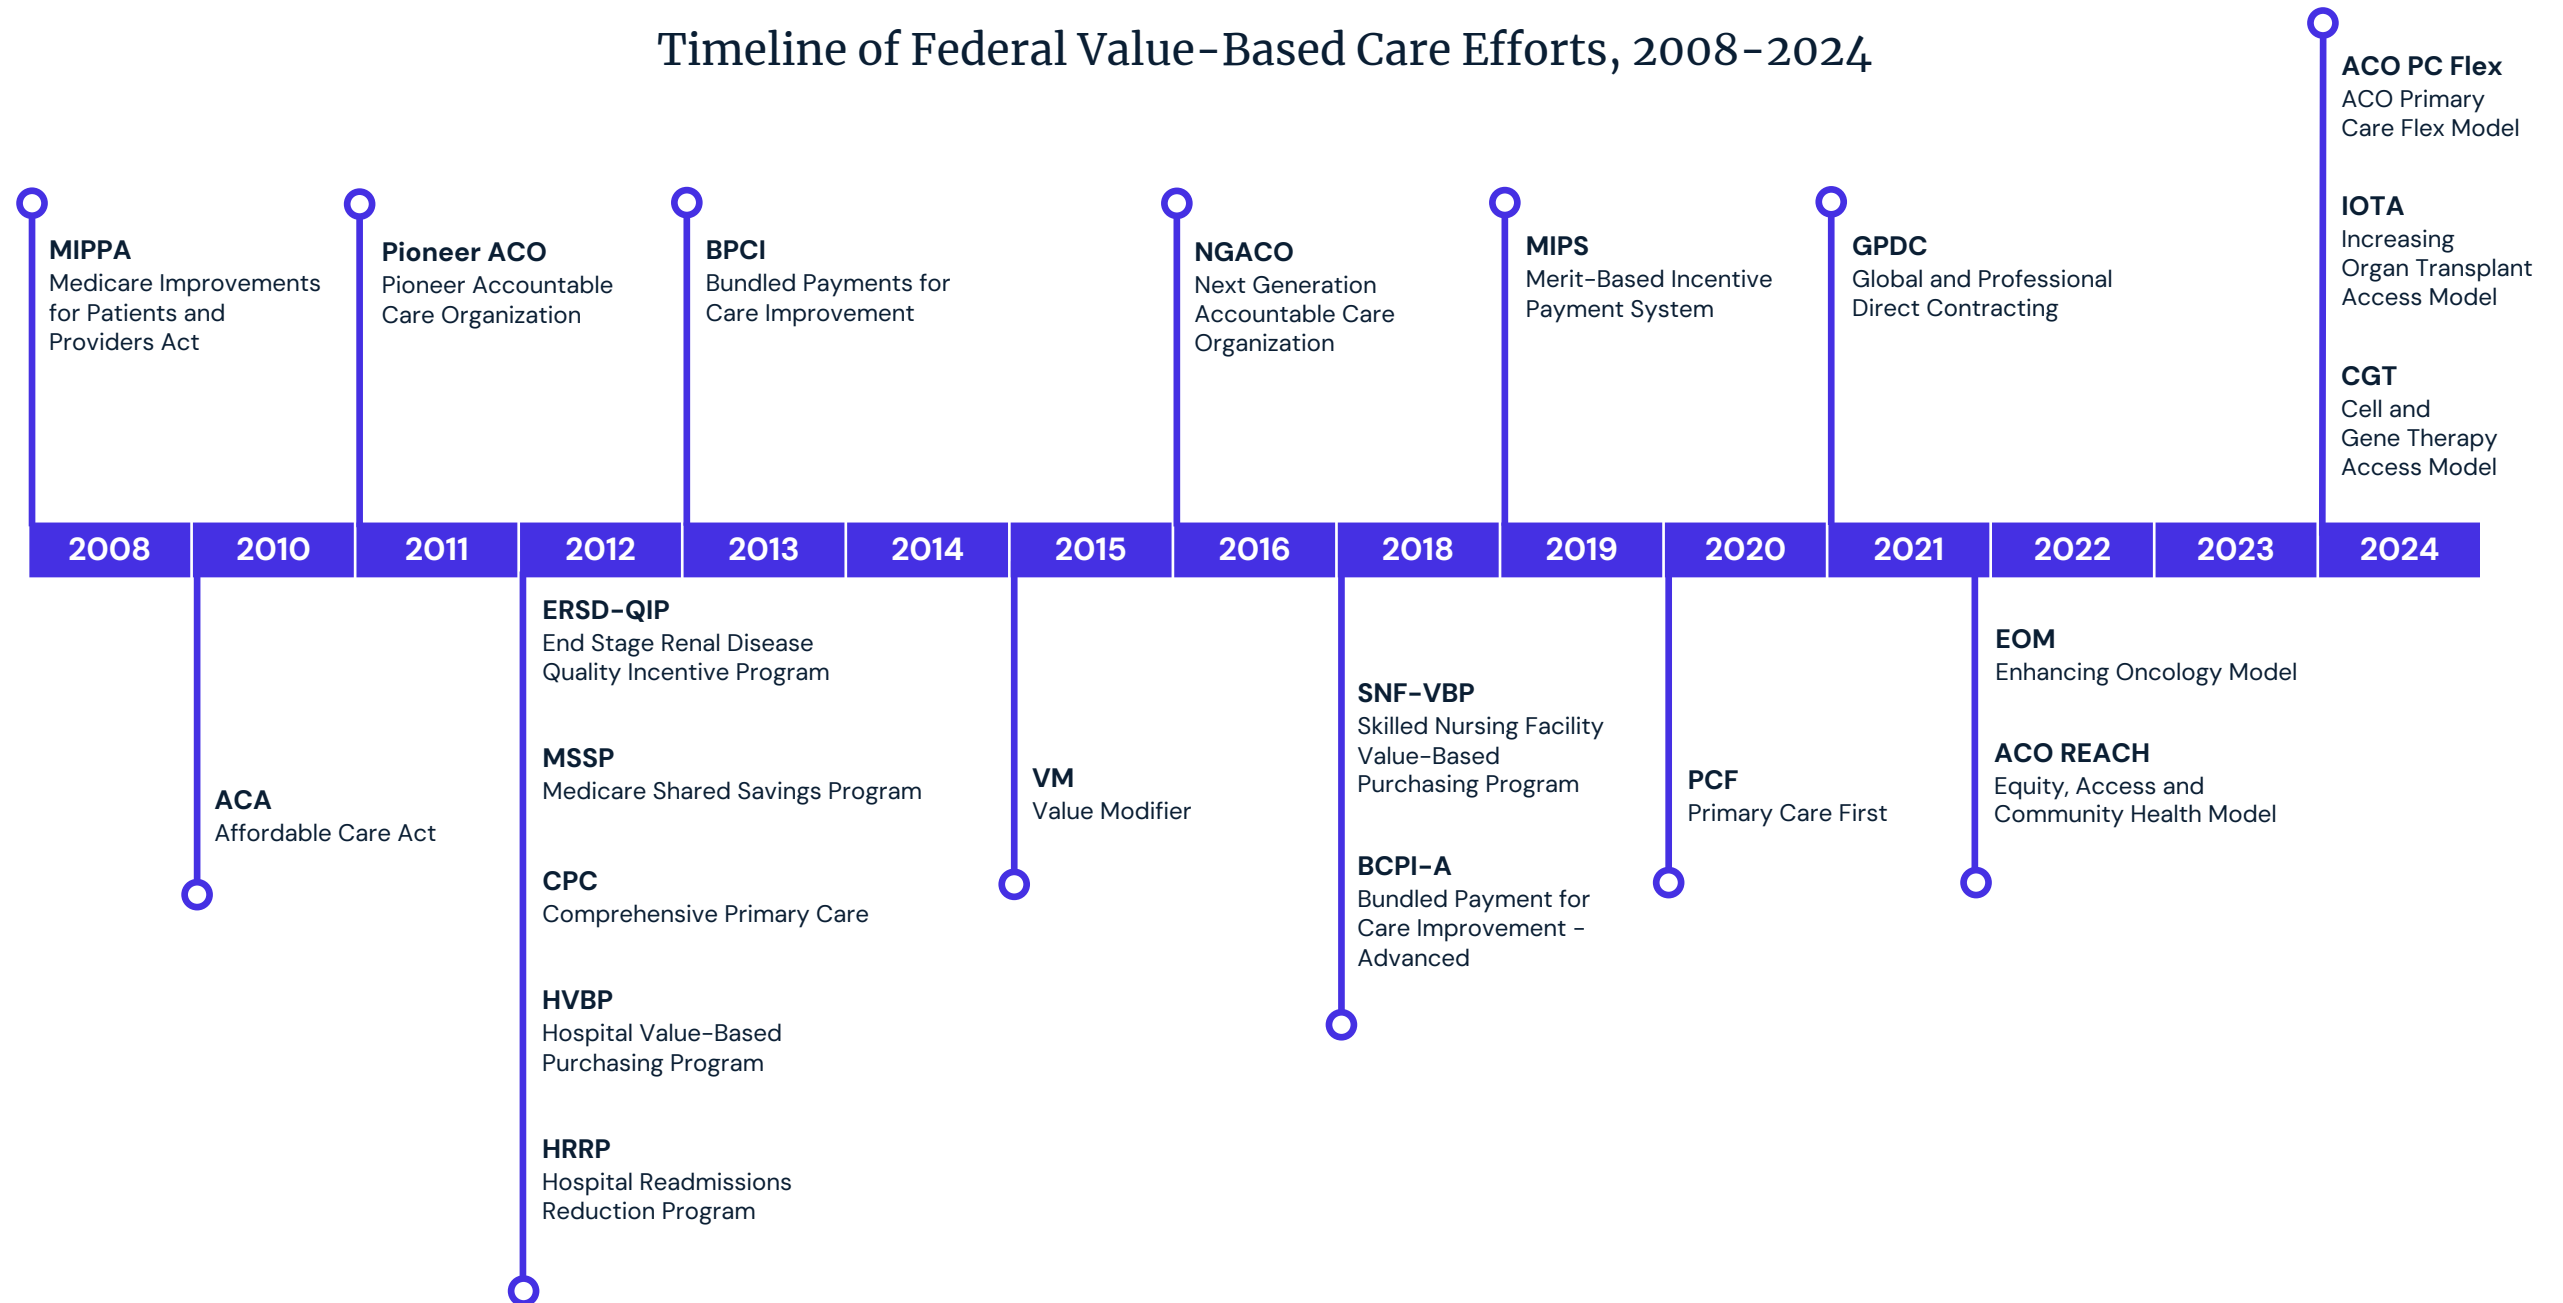 Timeline of Federal Value-Based Care Efforts, 2008-2024
MIPPA
Medicare Improvements
for Patients and
Providers Act
Pioneer ACO
Pioneer Accountable
Care Organization
BPCI
Bundled Payments for
Care Improvement
NGACO
Next Generation
Accountable Care
Organization
MIPS
Merit-Based Incentive
Payment System
GPDC
Global and Professional
Direct Contracting
ACO PC Flex
ACO Primary
Care Flex Model
IOTA
Increasing
Organ Transplant
Access Model
CGT
Cell and
Gene Therapy
Access Model
2008 2010 2011 2012 2013 2014 2015 2016 2018 2019 2020 2021 2022 2023 2024
ACA
Affordable Care Act
ERSD-QIP
End Stage Renal Disease
Quality Incentive Program
MSSP
Medicare Shared Savings Program
CPC
Comprehensive Primary Care
HVBP
Hospital Value-Based
Purchasing Program
HRRP
Hospital Readmissions
Reduction Program
VM
Value Modifier
SNF-VBP
Skilled Nursing Facility
Value-Based
Purchasing Program
BCPI-A
Bundled Payment for
Care Improvement -
Advanced
PCF
Primary Care First
EOM
Enhancing Oncology Model
ACO REACH
Equity, Access and
Community Health Model